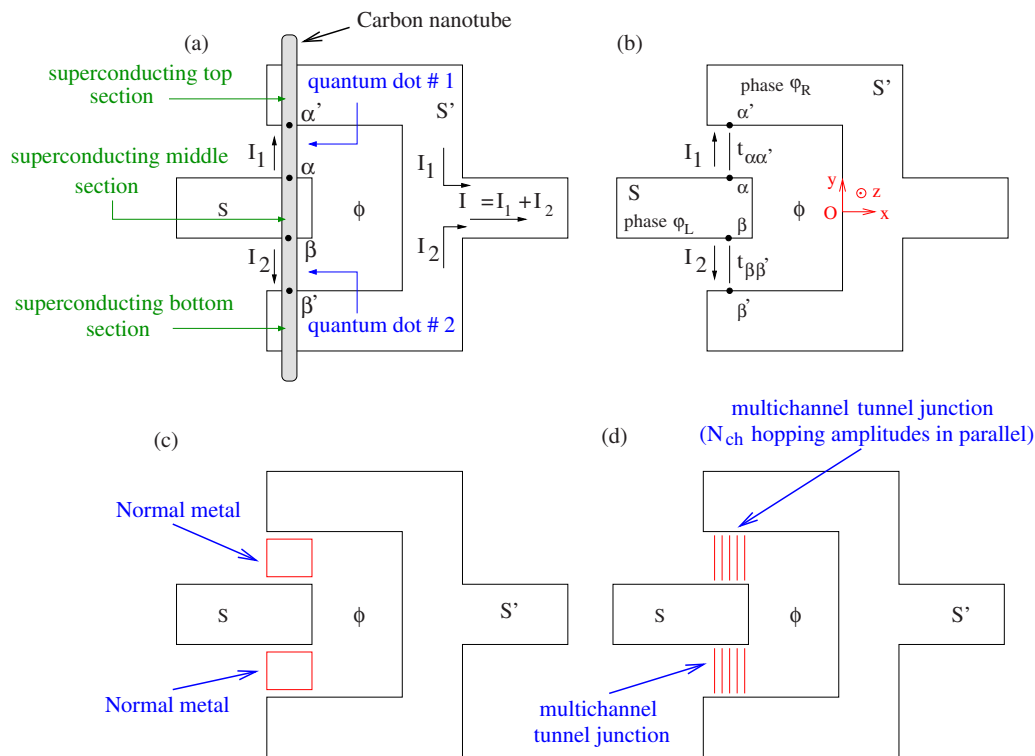 Carbon nanotube
(a)
superconducting top
section
quantum dot # 1
α'
S'
I1
superconducting middle
section
α
S
ϕ
I1
I = I1 + I2
I2
β
I2
superconducting bottom
section
β'
quantum dot # 2
(b)
phase φR
S'
α'
I1
tαα'
S
α
phase φL
β
ϕ
y
z
O
x
I2
tββ'
β'
(c)
Normal metal
S
ϕ
S'
Normal metal
multichannel tunnel junction
(Nch hopping amplitudes in parallel)
(d)
S
ϕ
S'
multichannel
tunnel junction